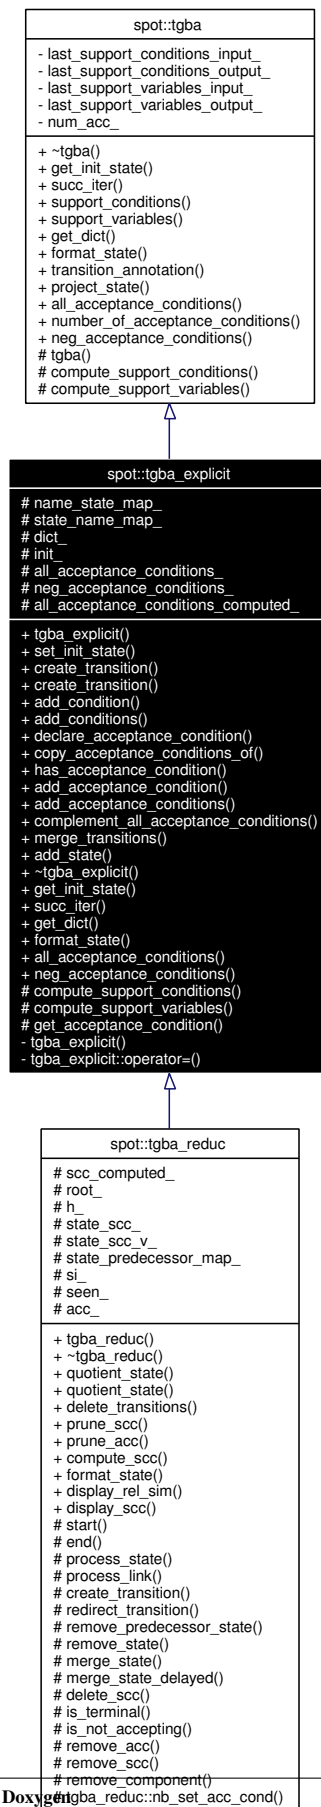 spot::tgba
- last_support_conditions_input_
- last_support_conditions_output_
- last_support_variables_input_
- last_support_variables_output_
- num_acc_
+ ~tgba()
+ get_init_state()
+ succ_iter()
+ support_conditions()
+ support_variables()
+ get_dict()
+ format_state()
+ transition_annotation()
+ project_state()
+ all_acceptance_conditions()
+ number_of_acceptance_conditions()
+ neg_acceptance_conditions()
# tgba()
# compute_support_conditions()
# compute_support_variables()
spot::tgba_explicit
# name_state_map_
# state_name_map_
# dict_
# init_
# all_acceptance_conditions_
# neg_acceptance_conditions_
# all_acceptance_conditions_computed_
+ tgba_explicit()
+ set_init_state()
+ create_transition()
+ create_transition()
+ add_condition()
+ add_conditions()
+ declare_acceptance_condition()
+ copy_acceptance_conditions_of()
+ has_acceptance_condition()
+ add_acceptance_condition()
+ add_acceptance_conditions()
+ complement_all_acceptance_conditions()
+ merge_transitions()
+ add_state()
+ ~tgba_explicit()
+ get_init_state()
+ succ_iter()
+ get_dict()
+ format_state()
+ all_acceptance_conditions()
+ neg_acceptance_conditions()
# compute_support_conditions()
# compute_support_variables()
# get_acceptance_condition()
- tgba_explicit()
- tgba_explicit::operator=()
spot::tgba_reduc
# scc_computed_
# root_
# h_
# state_scc_
# state_scc_v_
# state_predecessor_map_
# si_
# seen_
# acc_
+ tgba_reduc()
+ ~tgba_reduc()
+ quotient_state()
+ quotient_state()
+ delete_transitions()
+ prune_scc()
+ prune_acc()
+ compute_scc()
+ format_state()
+ display_rel_sim()
+ display_scc()
# start()
# end()
# process_state()
# process_link()
# create_transition()
# redirect_transition()
# remove_predecessor_state()
# remove_state()
# merge_state()
# merge_state_delayed()
# delete_scc()
# is_terminal()
# is_not_accepting()
# remove_acc()
# remove_scc()
# remove_component()
# tgba_reduc::nb_set_acc_cond()
Doxygen